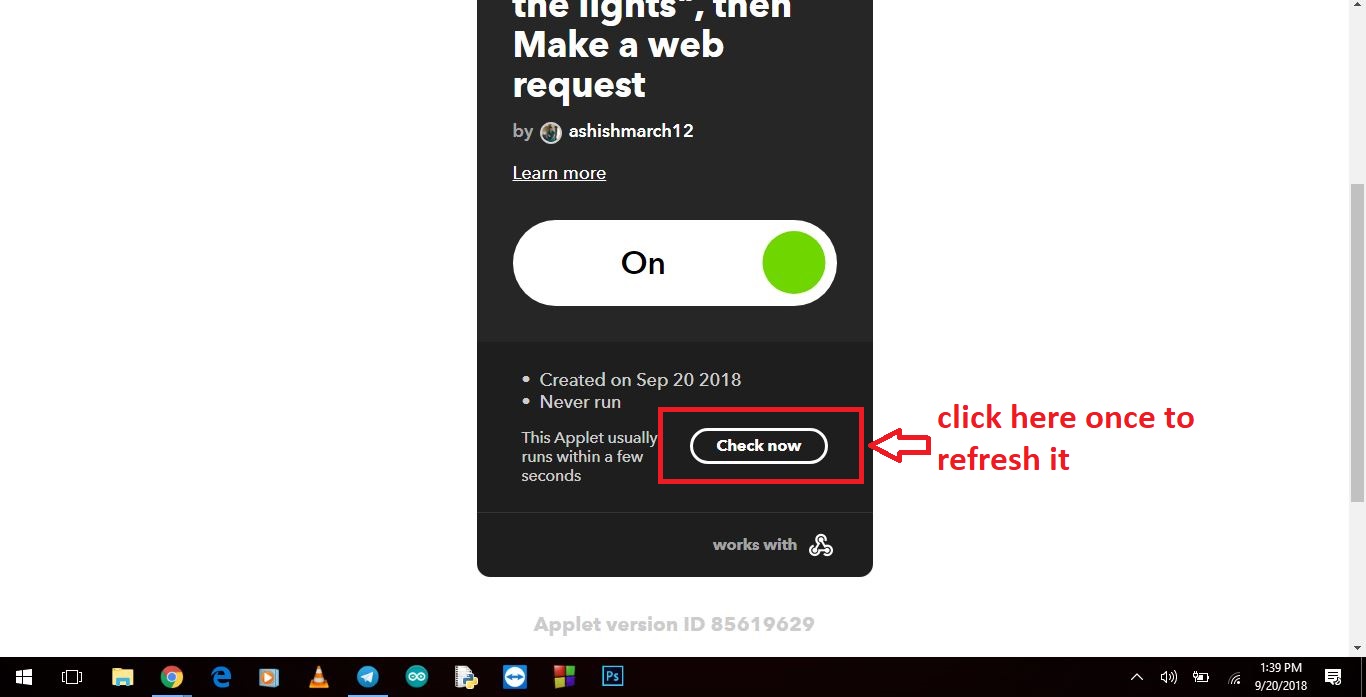 the lights", then
Make a web
request
by ashishmarch12
Learn more
On
• Created on Sep 20 2018
• Never run
This Applet usually
runs within a few
seconds
Check now
click here once to
refresh it
works with
Applet version ID 85619629
Ps
1:39 PM
9/20/2018